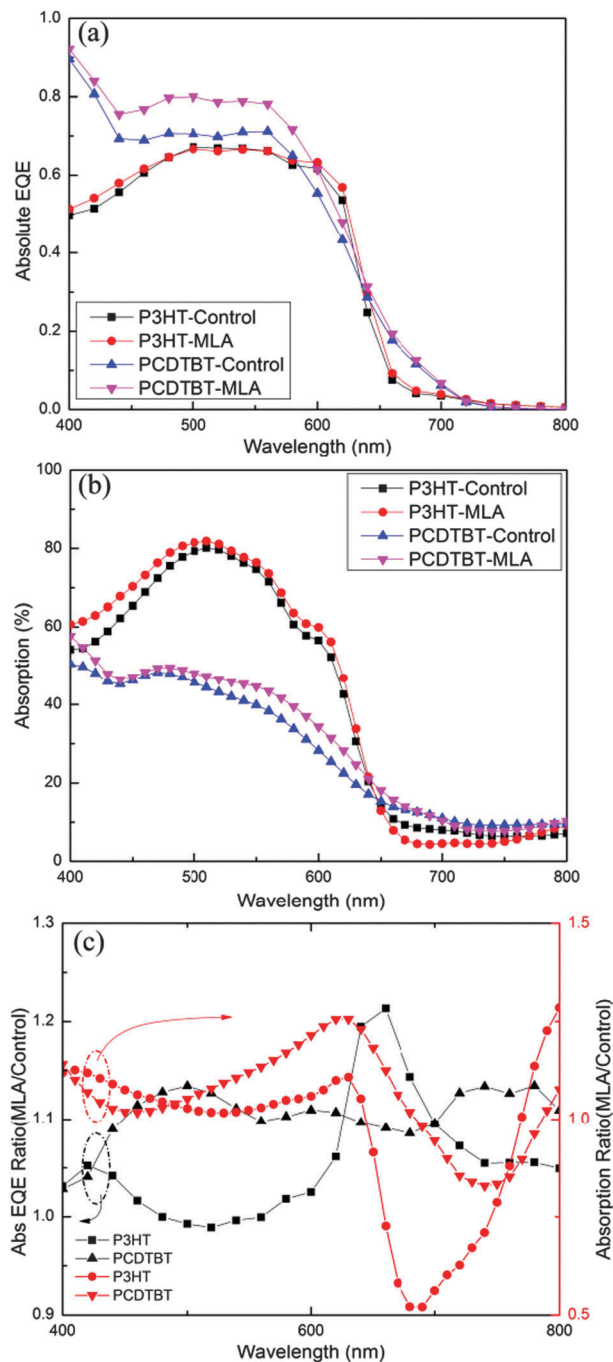 (a)
1.0
0.8
0.6
0.4
0.2
0.0
Absolute EQE
P3HT-Control
P3HT-MLA
PCDTBT-Control
PCDTBT-MLA
400 500 600 700 800
Wavelength (nm)
(b)
100
80
60
40
20
0
Absorption (%)
P3HT-Control
P3HT-MLA
PCDTBT-Control
PCDTBT-MLA
400 500 600 700 800
Wavelength (nm)
(c)
1.3
1.2
1.1
1.0
0.9
Abs EQE Ratio(MLA/Control)
1.5
1.0
0.5
Absorption Ratio(MLA/Control)
P3HT
PCDTBT
P3HT
PCDTBT
400 500 600 700 800
Wavelength (nm)